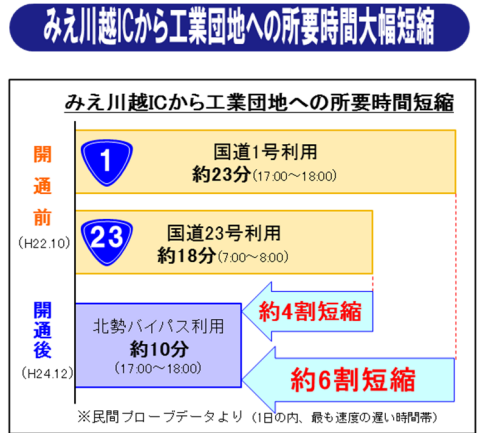 みえ川越ICから工業団地への所要時間大幅短縮
みえ川越ICから工業団地への所要時間短縮
開通前
(H22.10)
1
国道1号利用
約23分(17:00～18:00)
23
国道23号利用
約18分(7:00～8:00)
開通後
(H24.12)
北勢バイパス利用
約10分
(17:00～18:00)
約4割短縮
約6割短縮
※民間プローブデータより (1日の内、最も速度の遅い時間帯)